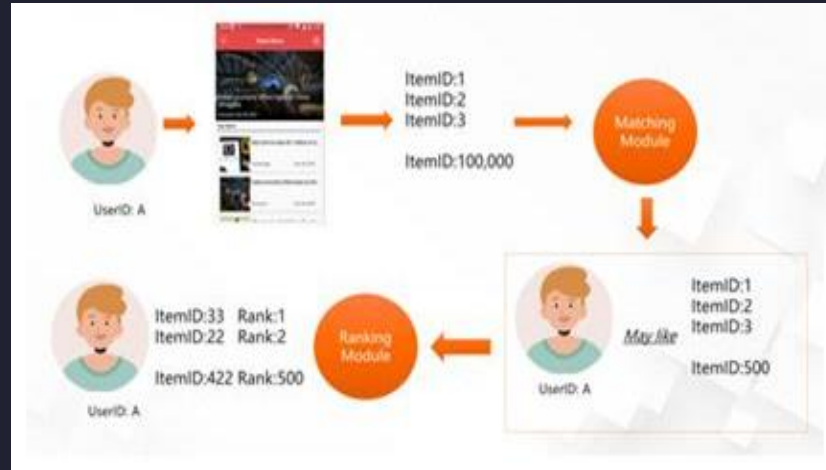 ItemID:1
ItemID:2
ItemID:3
ItemID:100,000
Matching
Module
UserID: A
ItemID:1
ItemID:2
ItemID:3
ItemID:500
May like
UserID: A
Ranking
Module
ItemID:33 Rank:1
ItemID:22 Rank:2
ItemID:422 Rank:500
UserID: A